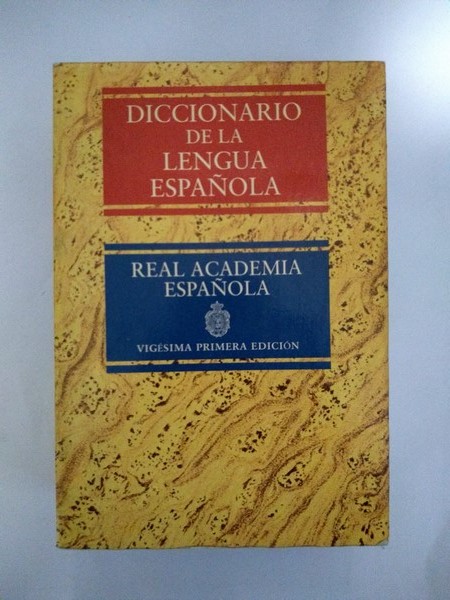 DICCIONARIO
DE LA
LENGUA
ESPAÑOLA
REAL ACADEMIA
ESPAÑOLA
VIGÉSIMA PRIMERA EDICIÓN